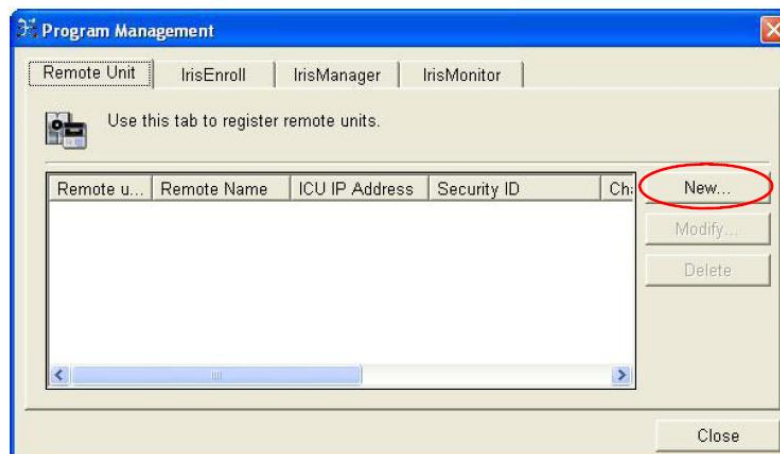 Program Management
Remote Unit IrisEnroll IrisManager IrisMonitor
Use this tab to register remote units.
Remote u... Remote Name ICU IP Address Security ID Cha New...
Modify...
Delete
Close